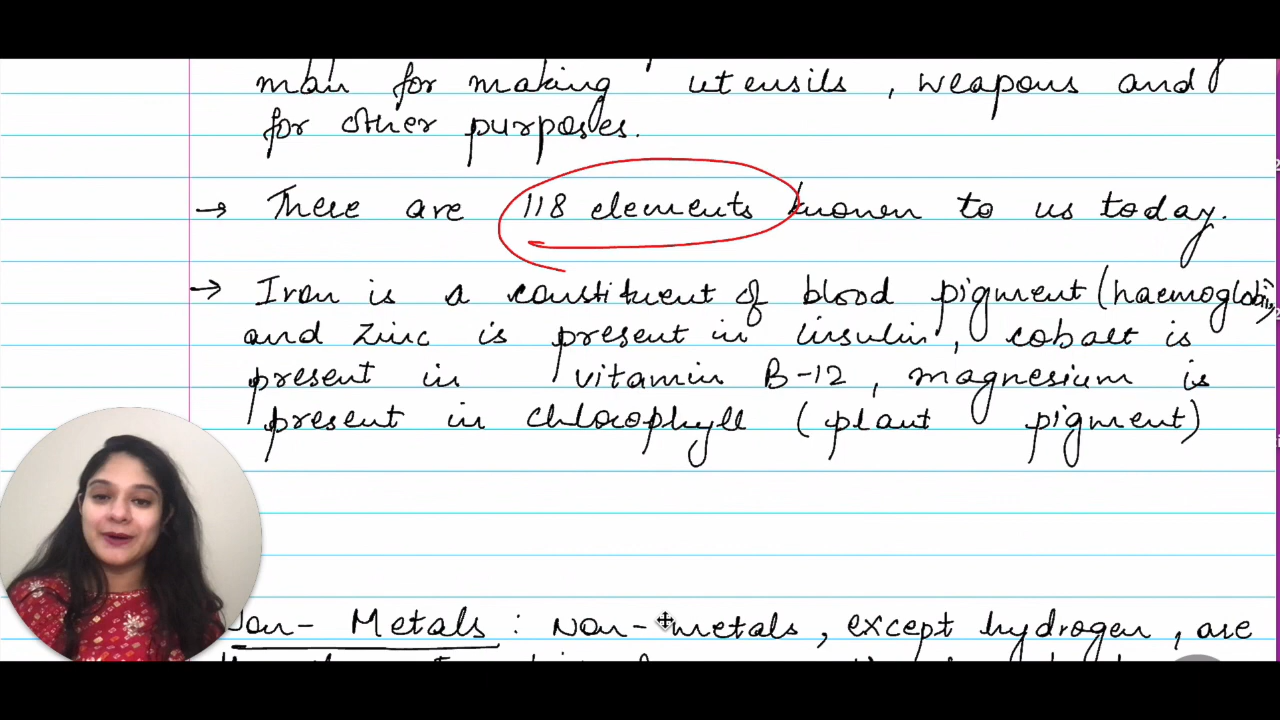 man for making utensils, weapons and
for other purposes.
→ There are 118 elements known to us today.
→ Iron is a constituent of blood pigment (haemoglobin)
and zinc is present in insulin, cobalt is
present in vitamin B-12, magnesium is
present in chlorophyll (plant pigment)
Non-Metals : Non-metals, except hydrogen, are